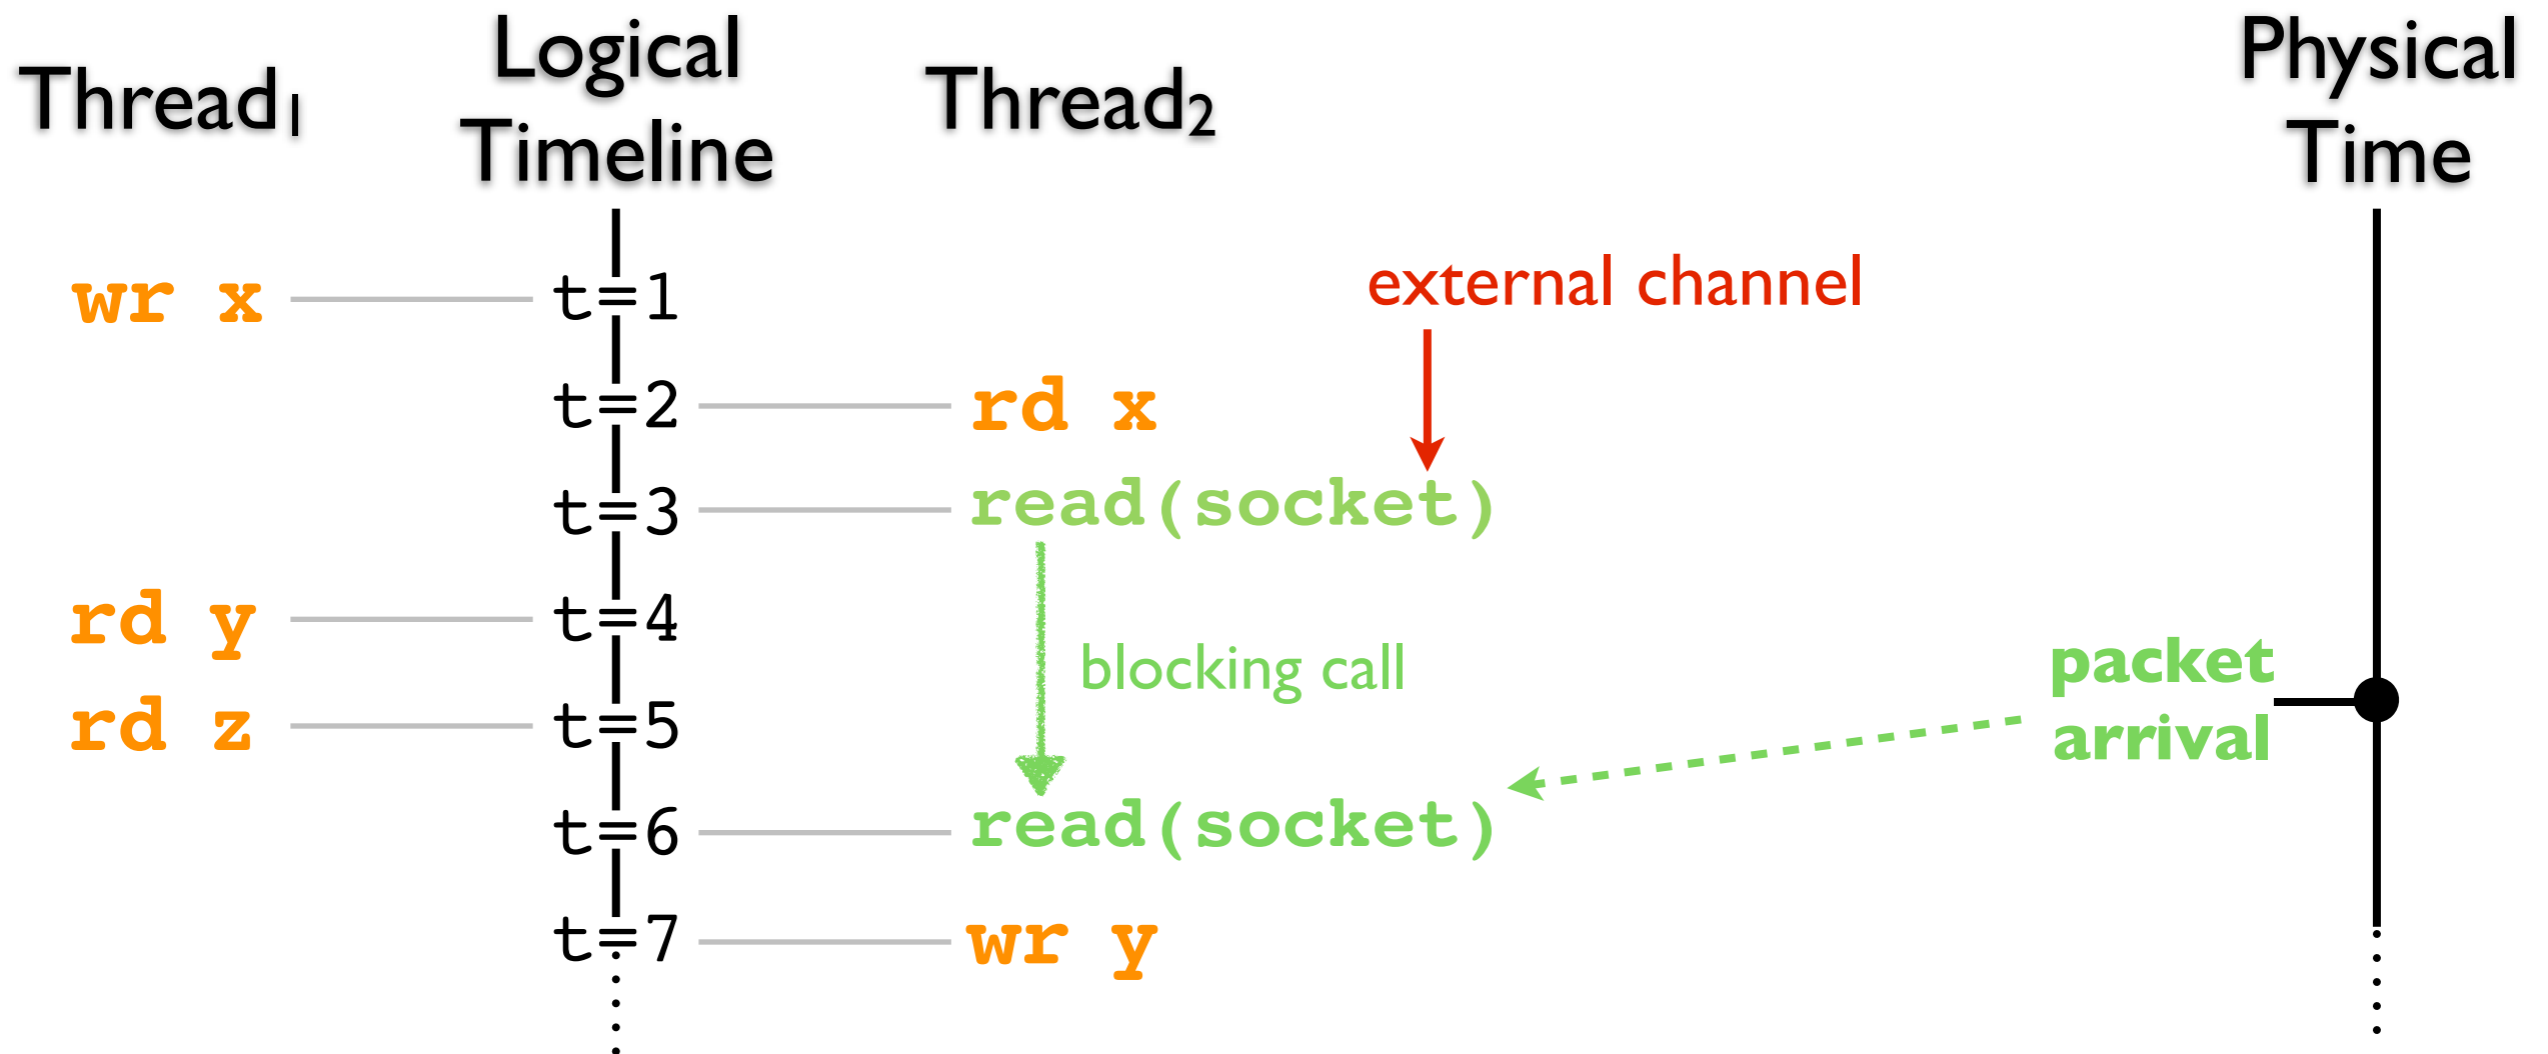 Thread1
Logical
Timeline
Thread2
Physical
Time
wr x
t=1
external channel
t=2
rd x
t=3
read(socket)
rd y
t=4
blocking call
packet
arrival
rd z
t=5
t=6
read(socket)
t=7
wr y